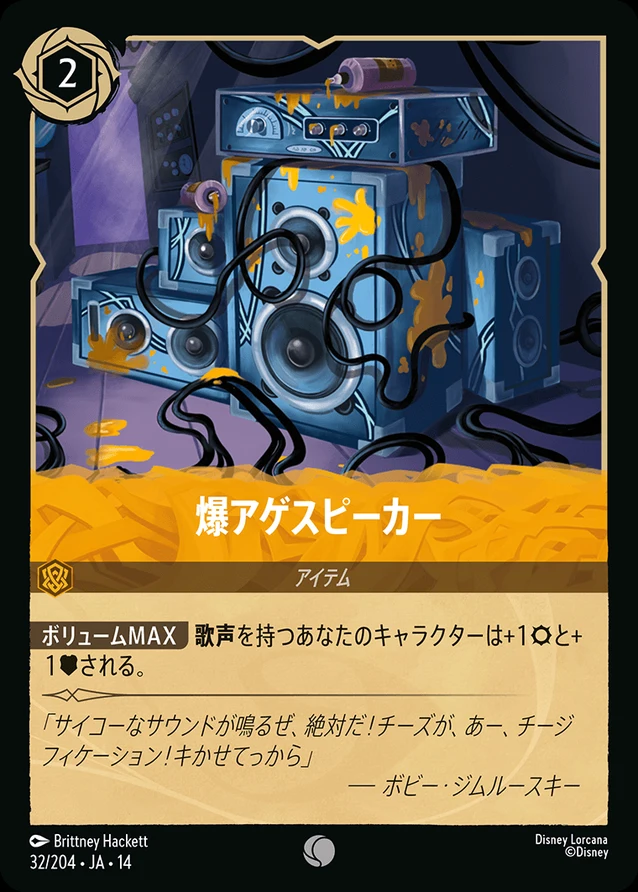 2
爆アゲスピーカー
アイテム
ボリュームMAX 歌声を持つあなたのキャラクターは+1と+
1される。
「サイコーなサウンドが鳴るぜ、絶対だ!チーズが、あー、チージ
フィケーション!キかせてっから」
— ボビー・ジムルースキー
Brittney Hackett
32/204 • JA • 14
Disney Lorcana
©Disney